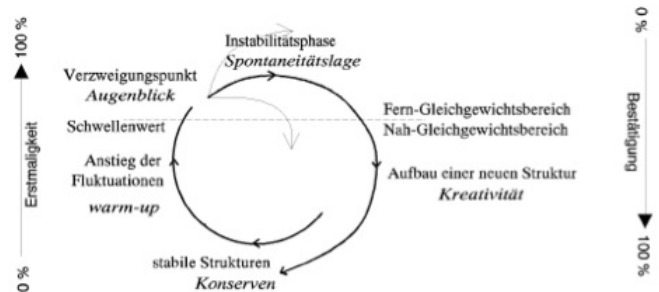 100 %
Erstmaligkeit
0 %
Instabilitätsphase
Spontaneitätslage
Verzweigungspunkt
Augenblick
Schwellenwert
Fern-Gleichgewichtsbereich
Nah-Gleichgewichtsbereich
Anstieg der
Fluktuationen
warm-up
Aufbau einer neuen Struktur
Kreativität
stabile Strukturen
Konserven
0 %
Bestätigung
100 %